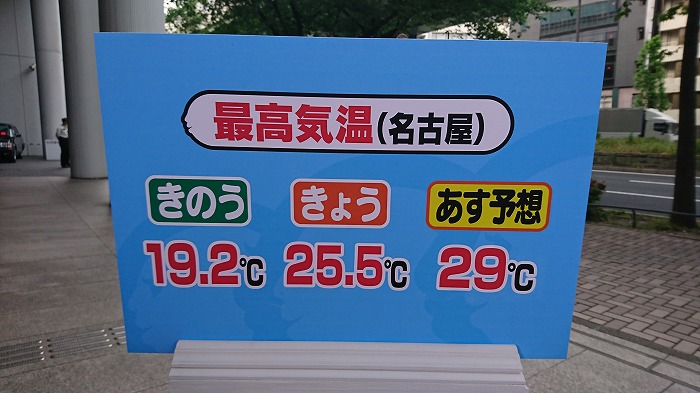 最高気温(名古屋)
きのう きょう あす予想
19.2℃ 25.5℃ 29℃